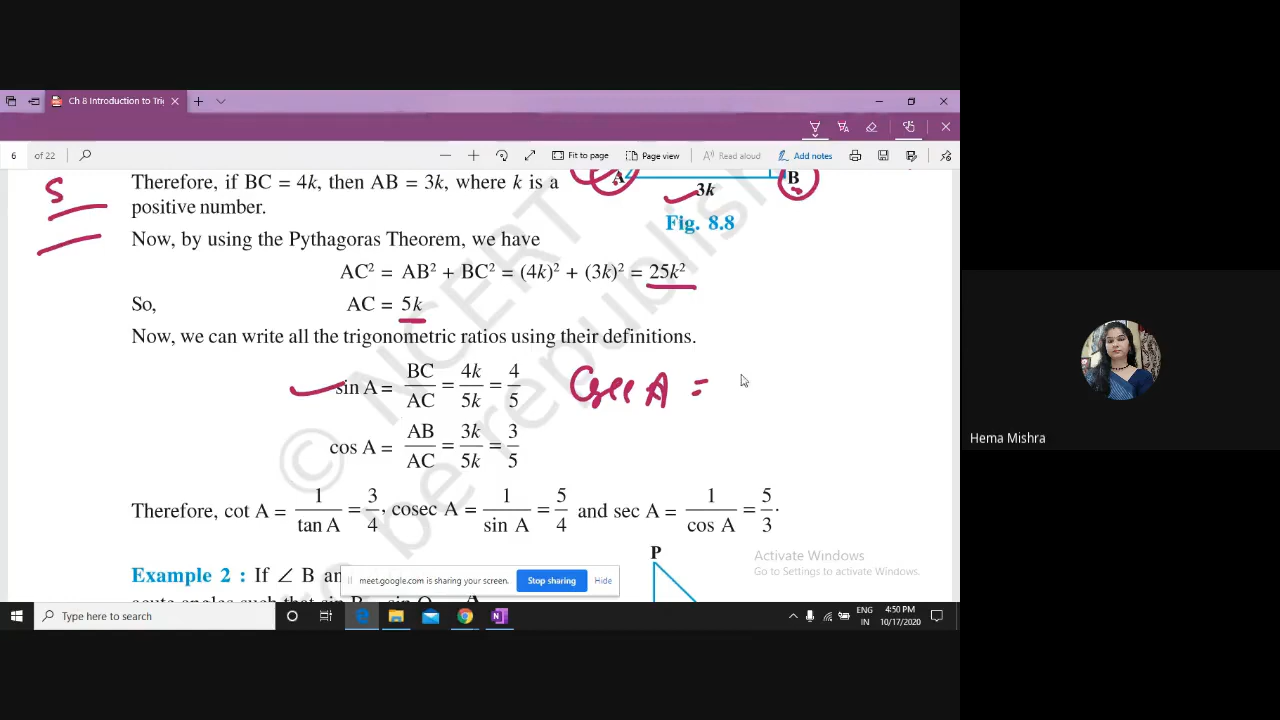 Ch 8 Introduction to Trig
6 of 22
Fit to page
Page view
Read aloud
Add notes
S
Therefore, if BC = 4k, then AB = 3k, where k is a
positive number.
A
B
3k
Fig. 8.8
Now, by using the Pythagoras Theorem, we have
AC² = AB² + BC² = (4k)² + (3k)² = 25k²
So, AC = 5k
Now, we can write all the trigonometric ratios using their definitions.
sin A = BC/AC = 4k/5k = 4/5
Cosec A =
cos A = AB/AC = 3k/5k = 3/5
Therefore, cot A = 1/tan A = 3/4, cosec A = 1/sin A = 5/4 and sec A = 1/cos A = 5/3.
© NCERT
be republish
P
Example 2 : If ∠ B an
meet.google.com is sharing your screen.
Stop sharing
Hide
Activate Windows
Go to Settings to activate Windows.
Type here to search
ENG
IN
4:50 PM
10/17/2020
Hema Mishra